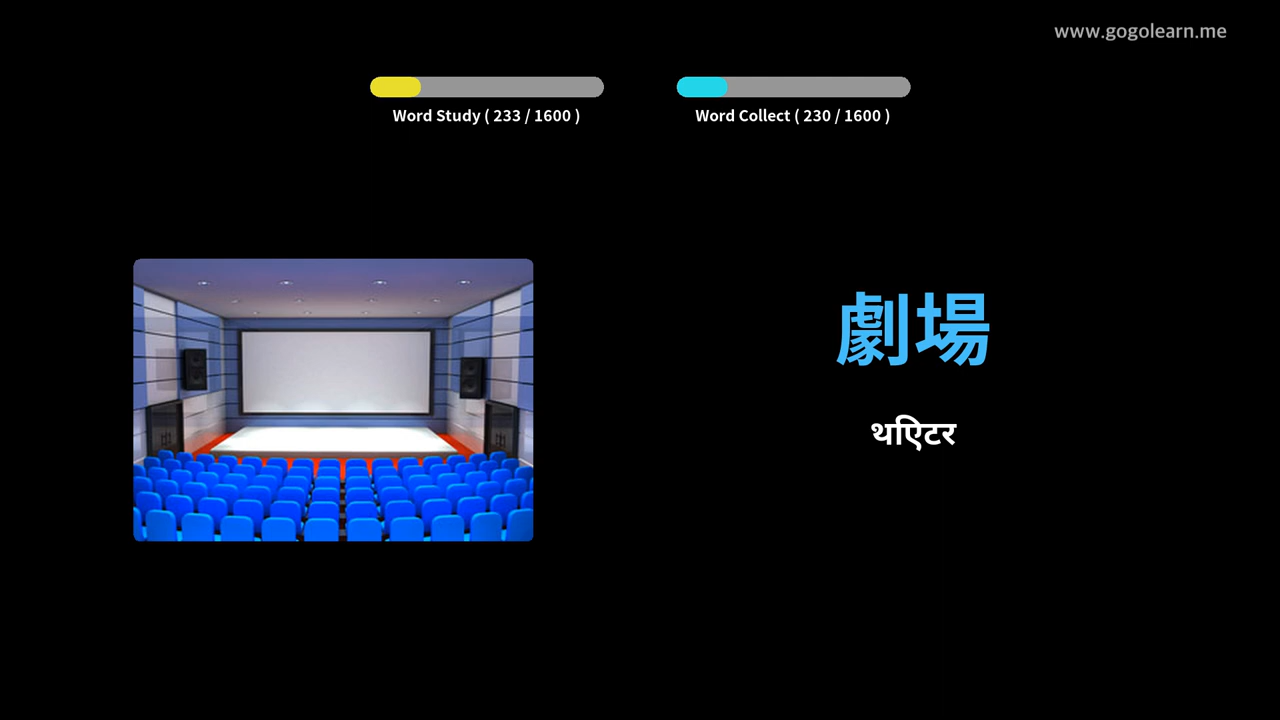 www.gogolearn.me
Word Study ( 233 / 1600 )
Word Collect ( 230 / 1600 )
劇場
थिएटर